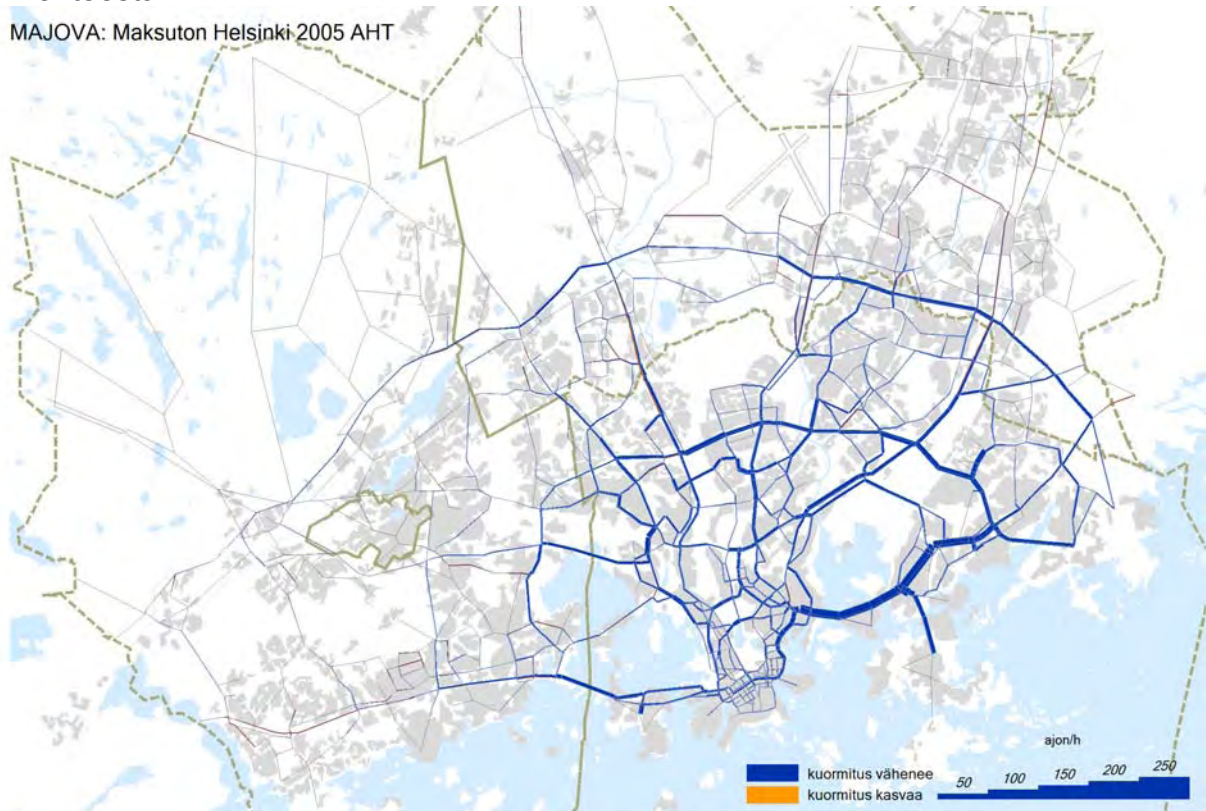 MAJOVA: Maksuton Helsinki 2005 AHT
ajon/h
kuormitus vähenee
kuormitus kasvaa
50 100 150 200 250